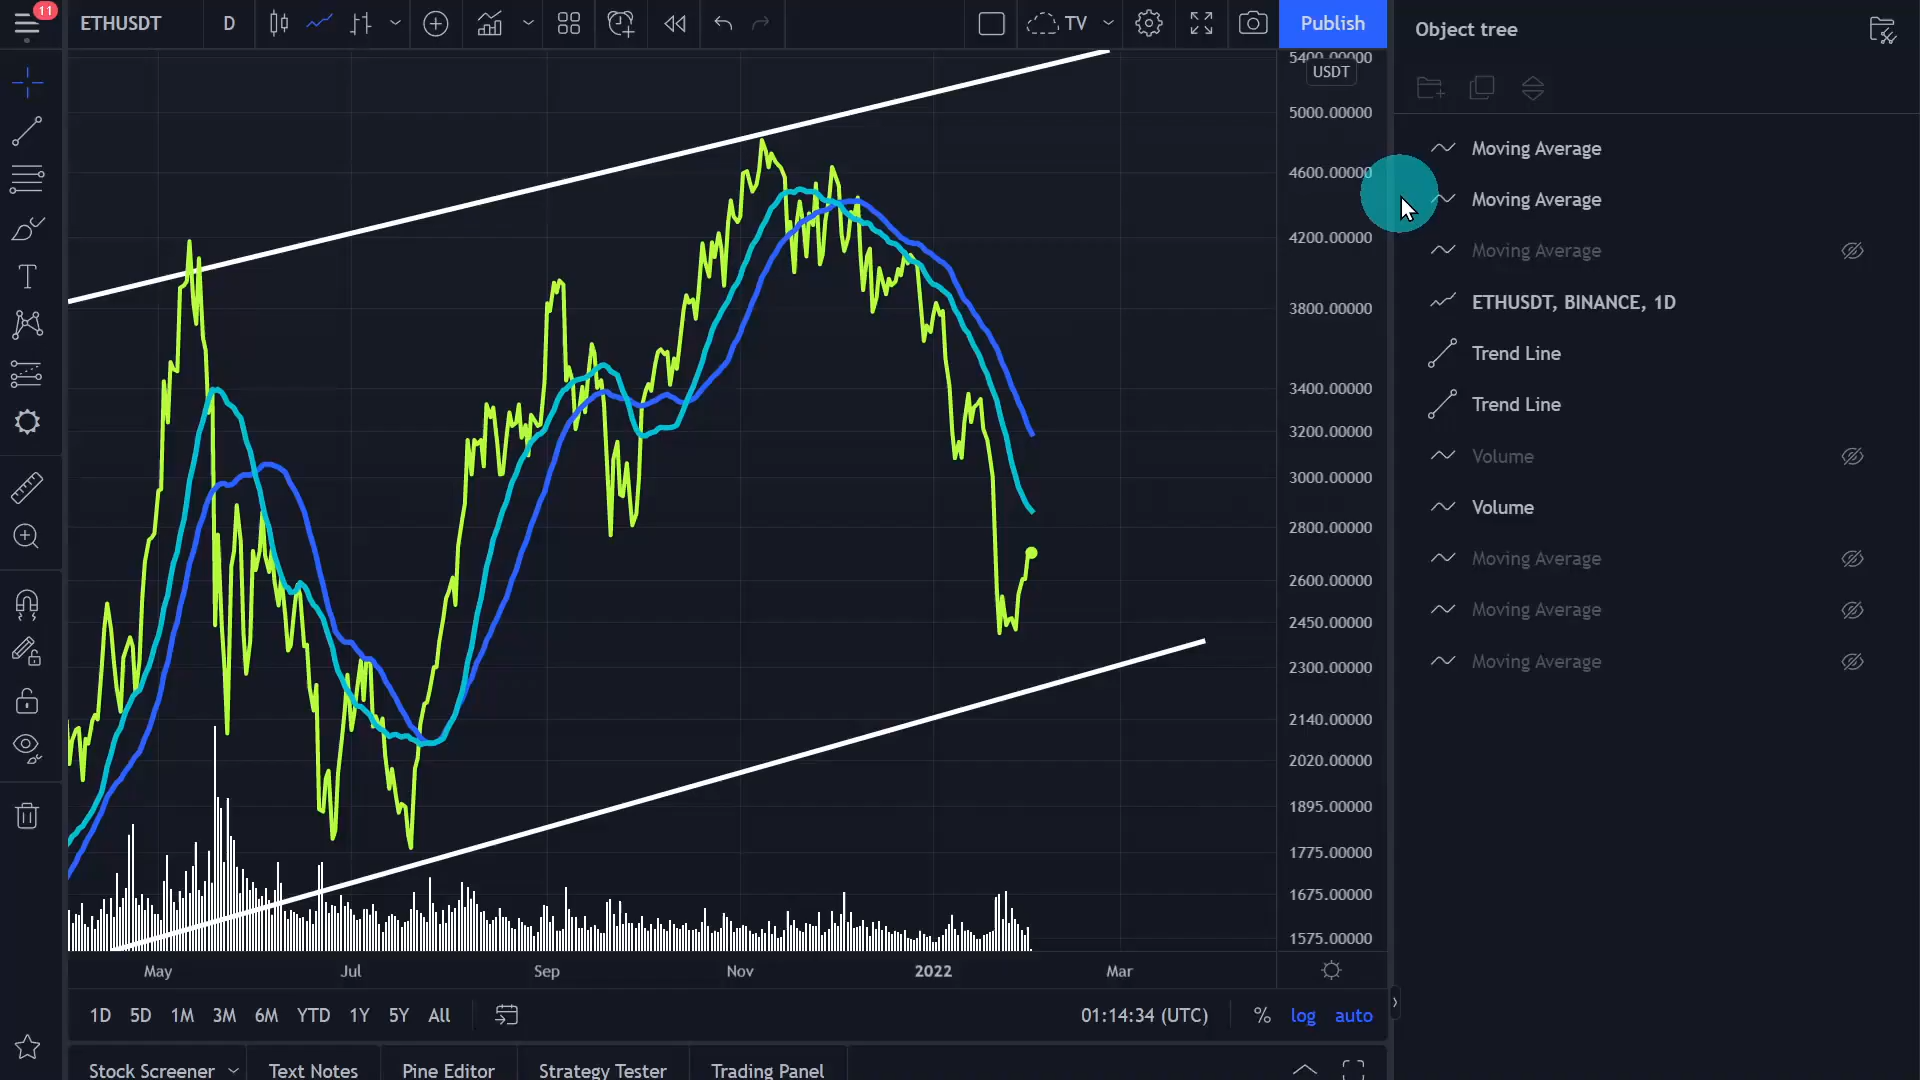 11
ETHUSDT
D
TV
Publish
Object tree
5400.00000
USDT
5000.00000
4600.00000
4200.00000
3800.00000
3400.00000
3200.00000
3000.00000
2800.00000
2600.00000
2450.00000
2300.00000
2140.00000
2020.00000
1895.00000
1775.00000
1675.00000
1575.00000
Moving Average
Moving Average
Moving Average
ETHUSDT, BINANCE, 1D
Trend Line
Trend Line
Volume
Volume
Moving Average
Moving Average
Moving Average
May
Jul
Sep
Nov
2022
Mar
1D 5D 1M 3M 6M YTD 1Y 5Y All
01:14:34 (UTC)
% log auto
Stock Screener Text Notes Pine Editor Strategy Tester Trading Panel